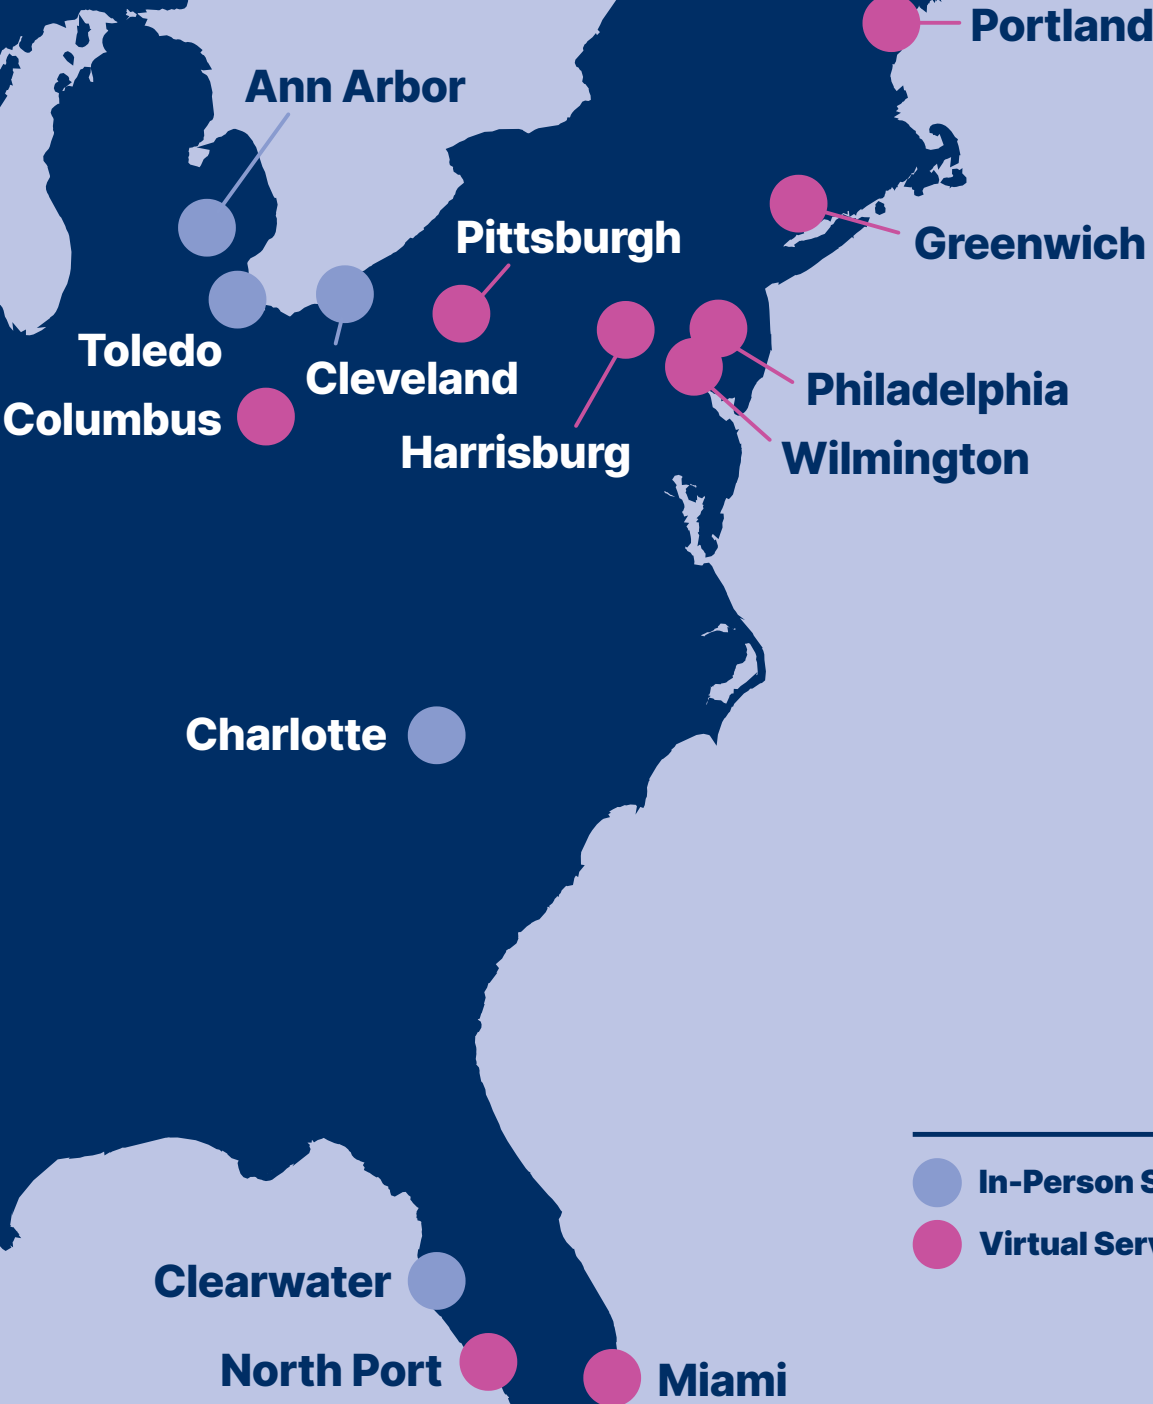 Portland
Ann Arbor
Pittsburgh
Greenwich
Toledo
Cleveland
Philadelphia
Columbus
Harrisburg
Wilmington
Charlotte
In-Person
Virtual
Clearwater
North Port
Miami